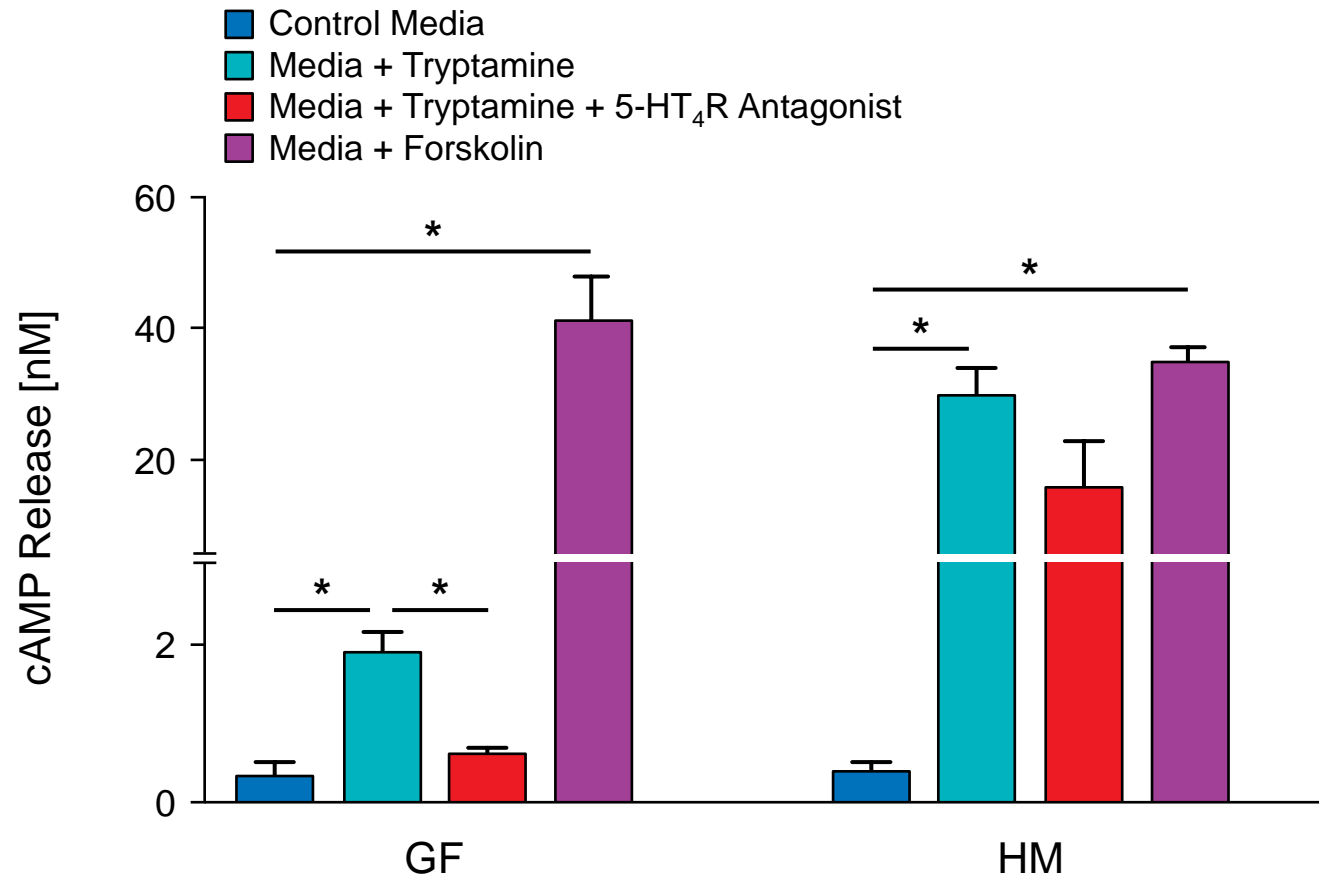 Control Media
Media + Tryptamine
Media + Tryptamine + 5-HT₄R Antagonist
Media + Forskolin
60
40
20
2
0
cAMP Release [nM]
*
*
*
*
*
GF
HM